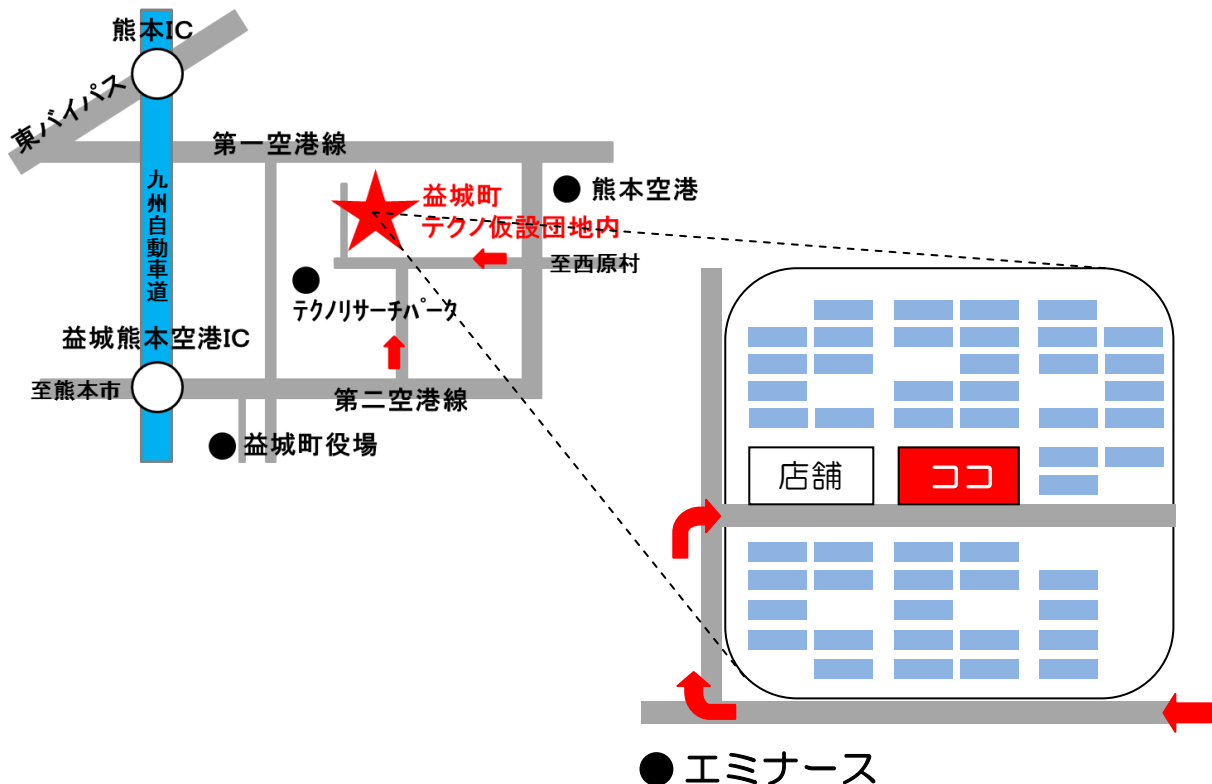 熊本IC
東バイパス
第一空港線
九州自動車道
益城町
テクノ仮設団地内
熊本空港
至西原村
テクノリサーチパーク
益城熊本空港IC
至熊本市
第二空港線
益城町役場
店舗
ココ
エミナース